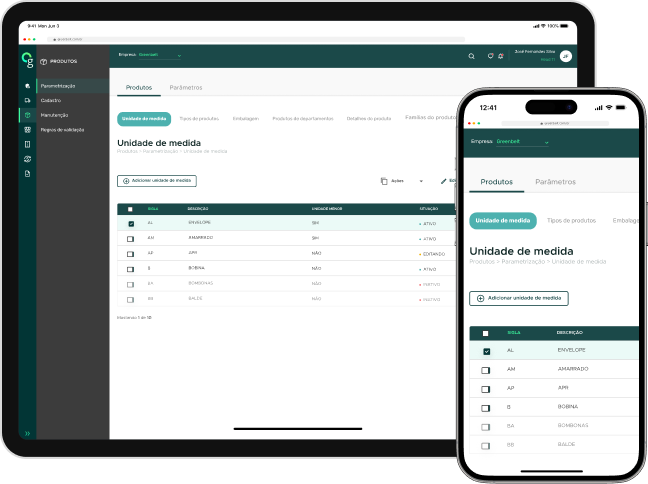 9:41 Mon Jun 3
100%
Empresa: Greenbelt
José Fernandes Silva
JF
PRODUTOS
Parametrização
Cadastro
Manutenção
Regras de validação
Produtos
Parâmetros
Unidade de medida
Tipos de produtos
Embalagem
Produtos de departamentos
Detalhes do produto
Famílias do produto
Unidade de medida
Produtos > Parametrização > Unidade de medida
Adicionar unidade de medida
Ações
SIGLA DESCRIÇÃO UNIDADE MENOR SITUAÇÃO
AL ENVELOPE SIM ATIVO
AM AMARRADO SIM ATIVO
AP APR NÃO EDITANDO
B BOBINA NÃO ATIVO
BA BOMBONAS NÃO INATIVO
BB BALDE NÃO INATIVO
Mostrando 1 de 10
12:41
Empresa: Greenbelt
Produtos
Parâmetros
Unidade de medida
Tipos de produtos
Embalage
Unidade de medida
Produtos > Parametrização > Unidade de medida
Adicionar unidade de medida
SIGLA DESCRIÇÃO
AL ENVELOPE
AM AMARRADO
AP APR
B BOBINA
BA BOMBONAS
BB BALDE